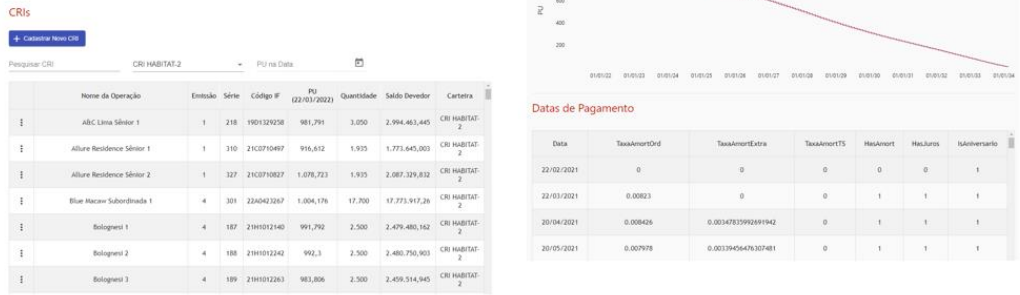 CRIs
+ Cadastrar Novo CRI
Pesquisar CRI CRI HABITAT-2 PU na Data
Nome da Operação Emissão Série Código IF PU (22/03/2022) Quantidade Saldo Devedor Carteira
A&C Lima Sênior 1 1 218 19D1329258 981,791 3.050 2.994.463,445 CRI HABITAT-2
Allure Residence Sênior 1 1 310 21C0710497 916,612 1.935 1.773.645,003 CRI HABITAT-2
Allure Residence Sênior 2 1 327 21C0710827 1.078,723 1.935 2.087.329,832 CRI HABITAT-2
Blue Macaw Subordinada 1 4 301 22A0423267 1.004,176 17.700 17.773.917,26 CRI HABITAT-2
Bolognesi 1 4 187 21H1012140 991,792 2.500 2.479.480,162 CRI HABITAT-2
Bolognesi 2 4 188 21H1012242 992,3 2.500 2.480.750,903 CRI HABITAT-2
Bolognesi 3 4 189 21H1012263 983,806 2.500 2.459.514,945 CRI HABITAT-2
PU
600
400
200
01/01/22 01/01/23 01/01/24 01/01/25 01/01/26 01/01/27 01/01/28 01/01/29 01/01/30 01/01/31 01/01/32 01/01/33 01/01/34
Datas de Pagamento
Data TaxaAmortOrd TaxaAmortExtra TaxaAmortTS HasAmort HasJuros IsAniversario
22/02/2021 0 0 0 0 0 1
22/03/2021 0.00823 0 0 1 1 1
20/04/2021 0.008426 0.00347835992691942 0 1 1 1
20/05/2021 0.007978 0.00339456476307481 0 1 1 1